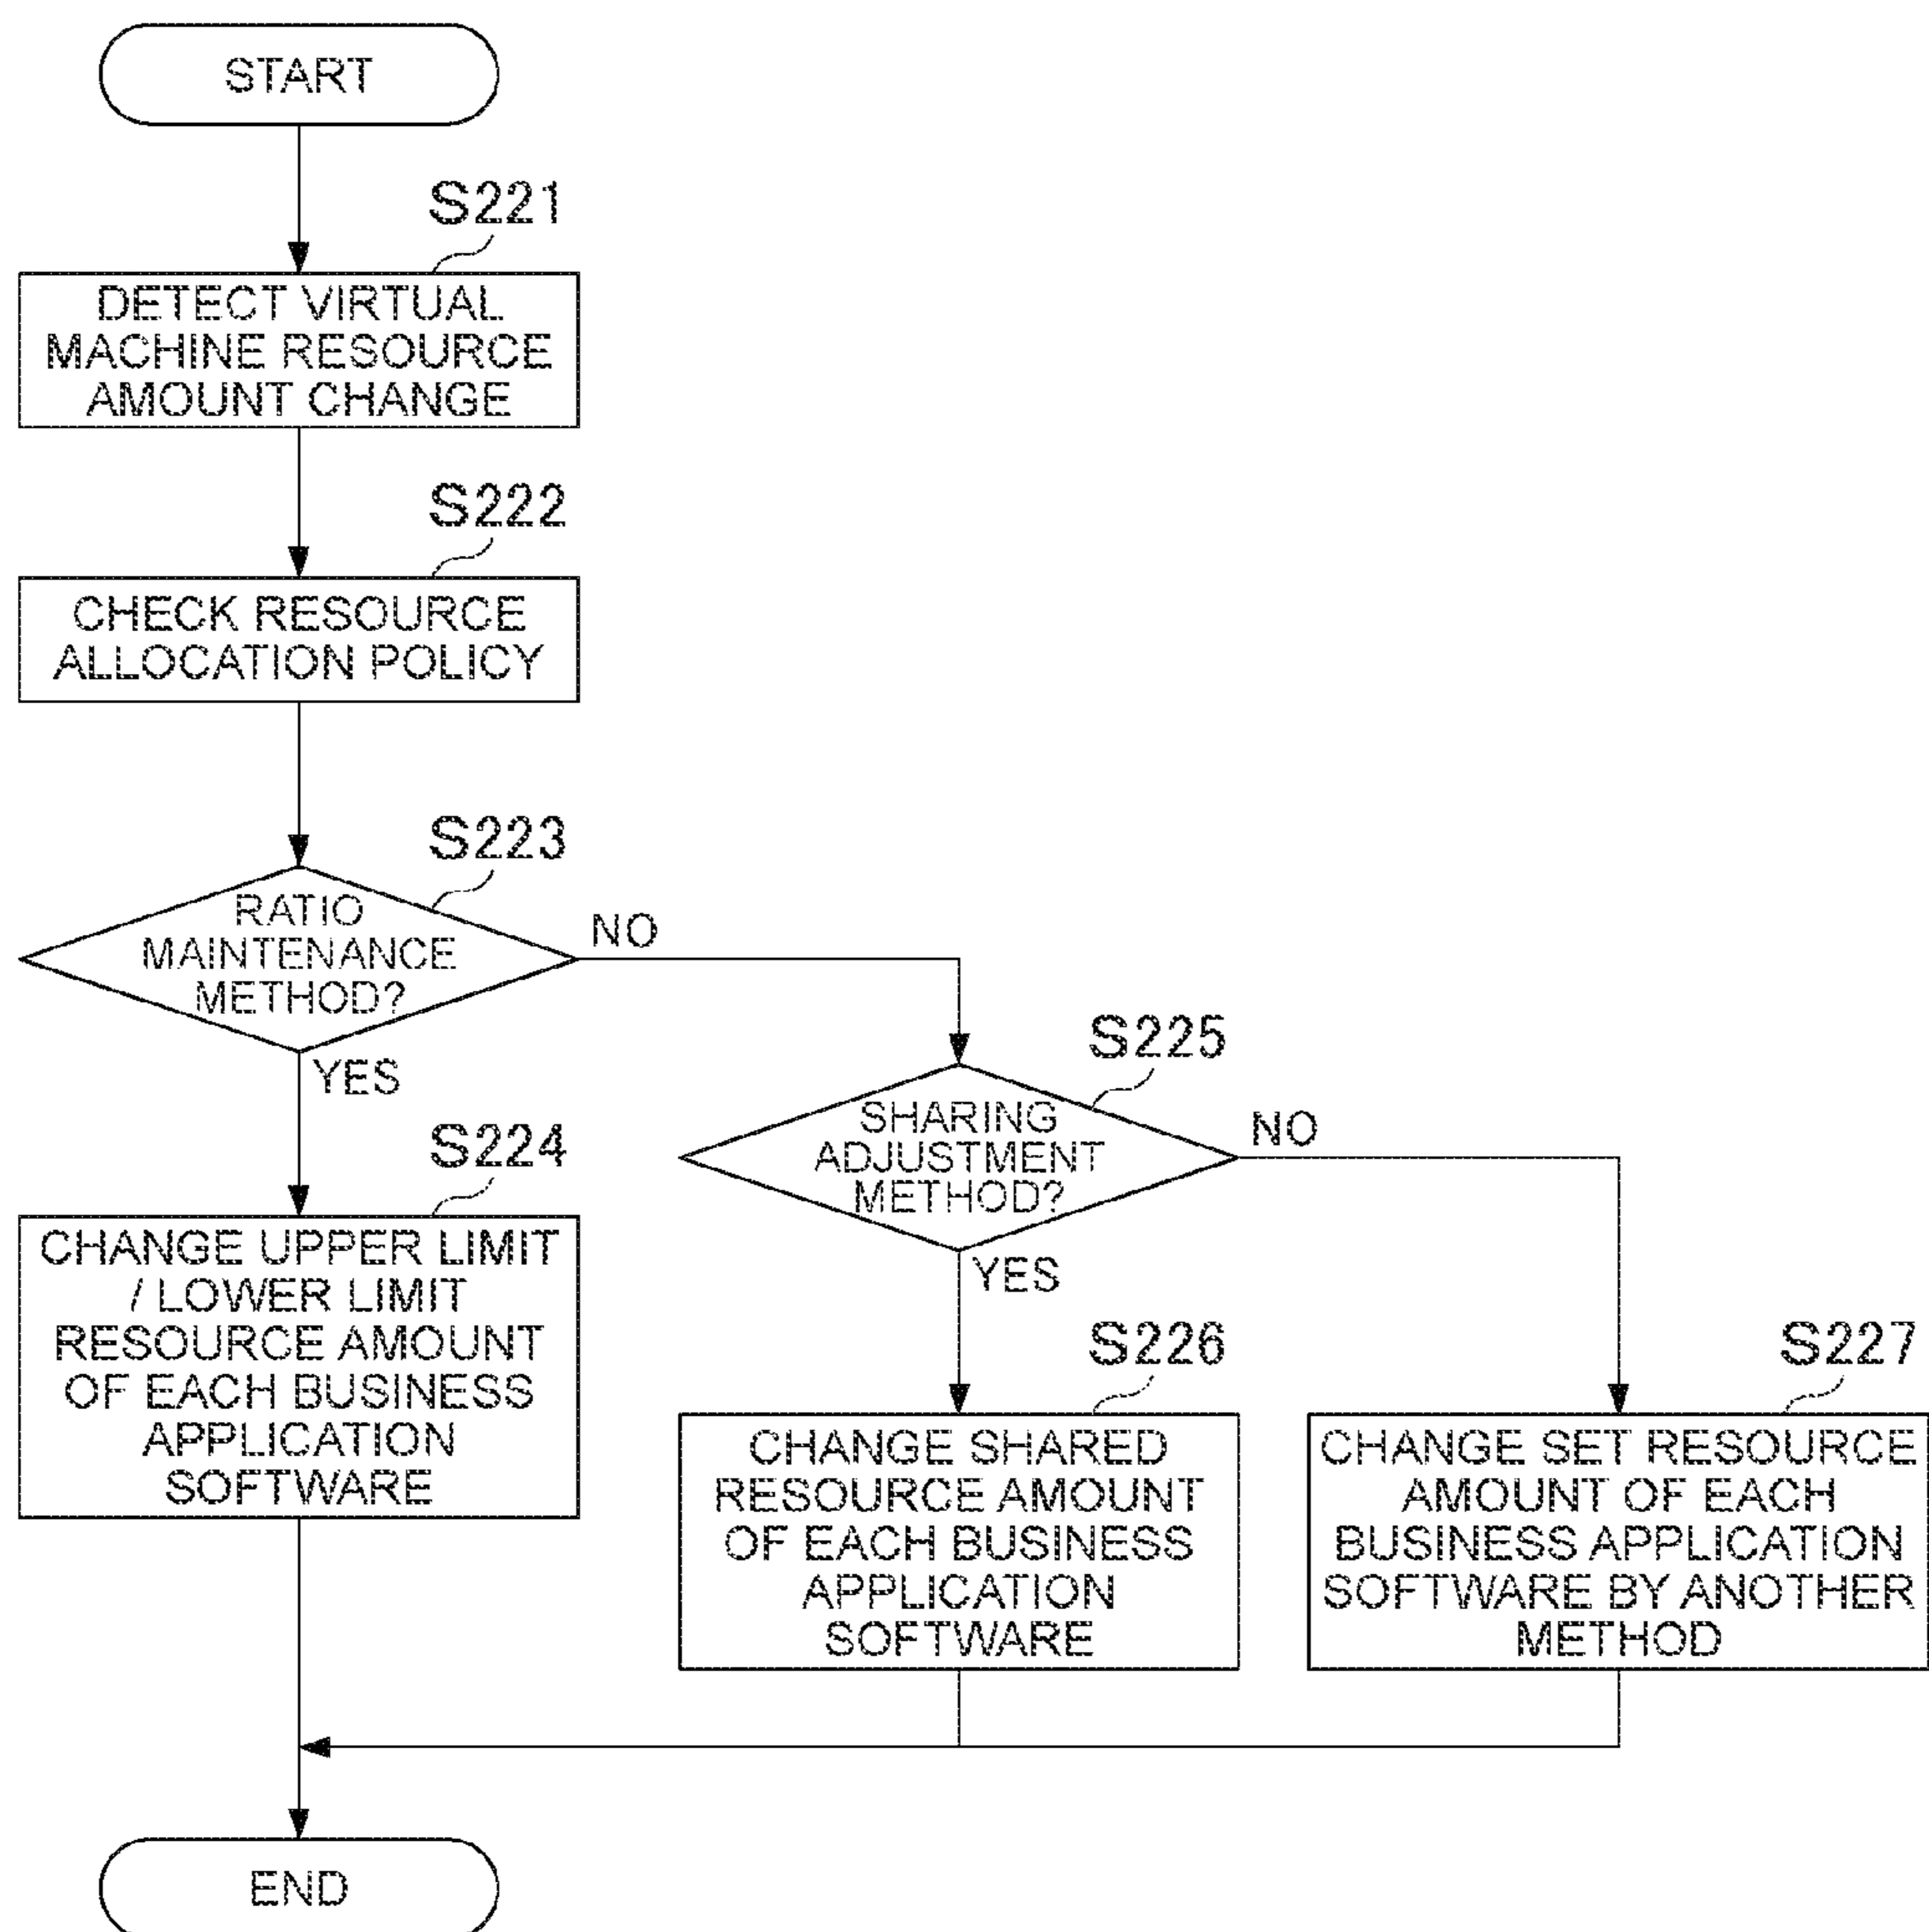 START
S221
DETECT VIRTUAL
MACHINE RESOURCE
AMOUNT CHANGE
S222
CHECK RESOURCE
ALLOCATION POLICY
S223
RATIO
MAINTENANCE
METHOD?
NO
YES
S225
SHARING
ADJUSTMENT
METHOD?
NO
YES
S224
CHANGE UPPER LIMIT
/ LOWER LIMIT
RESOURCE AMOUNT
OF EACH BUSINESS
APPLICATION
SOFTWARE
S226
CHANGE SHARED
RESOURCE AMOUNT
OF EACH BUSINESS
APPLICATION
SOFTWARE
S227
CHANGE SET RESOURCE
AMOUNT OF EACH
BUSINESS APPLICATION
SOFTWARE BY ANOTHER
METHOD
END